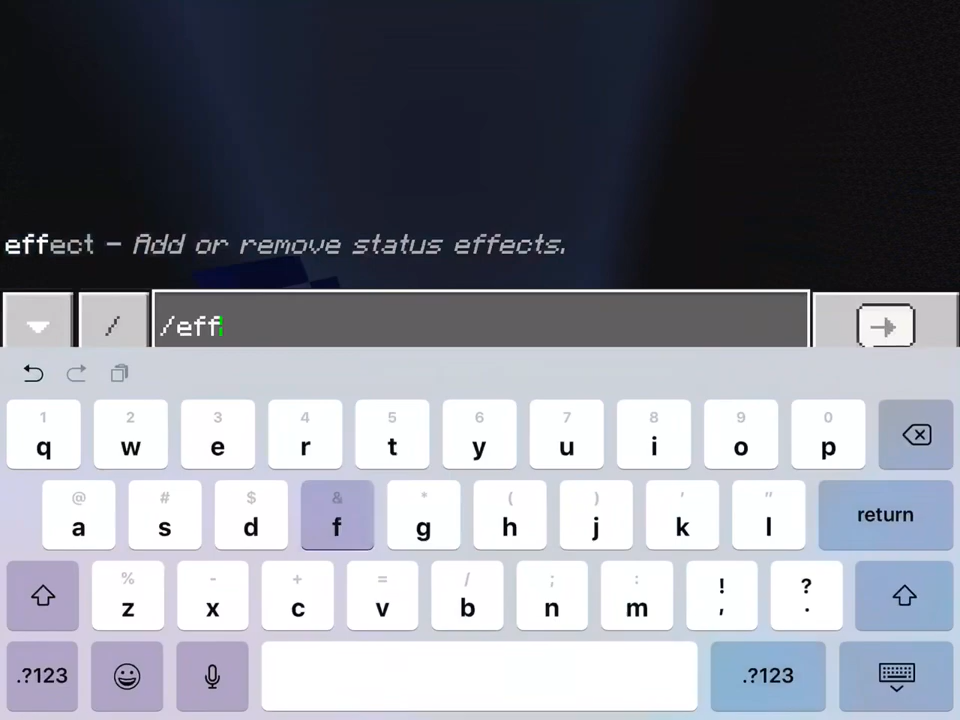 effect - Add or remove status effects.
/
/eff
1 2 3 4 5 6 7 8 9 0
q w e r t y u i o p
@ # $ & * ( ) ' "
a s d f g h j k l return
% - + = / ; : ! ?
z x c v b n m , .
.?123 .?123